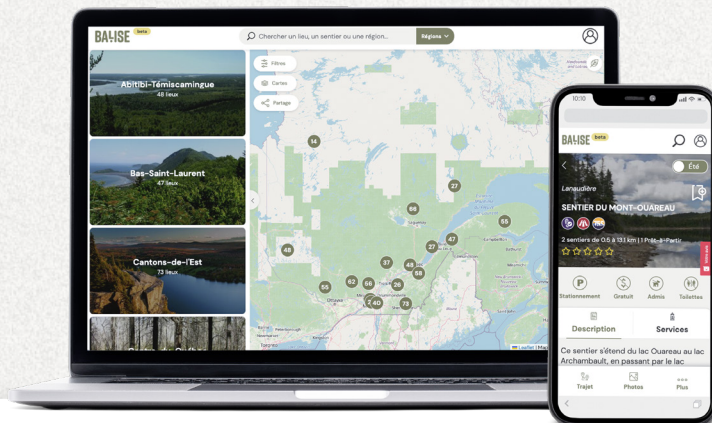 BALISE beta
Chercher un lieu, un sentier ou une région...
Régions
Abitibi-Témiscamingue
48 lieux
Bas-Saint-Laurent
47 lieux
Cantons-de-l'Est
73 lieux
Filtres
Cartes
Partage
14
27
66
55
47
27
48
37
48
58
62
56
26
55
40
73
Ottawa
Peterborough
Kingston
Toronto
Leaflet
10:10
BALISE beta
Été
Lanaudière
SENTIER DU MONT-OUAREAU
2 sentiers de 0.5 à 13.1 km | 1 Prêt-à-Partir
Stationnement
Gratuit
Admis
Toilettes
Description
Services
Ce sentier s'étend du lac Ouareau au lac
Archambault, en passant par le lac
Trajet
Photos
Plus